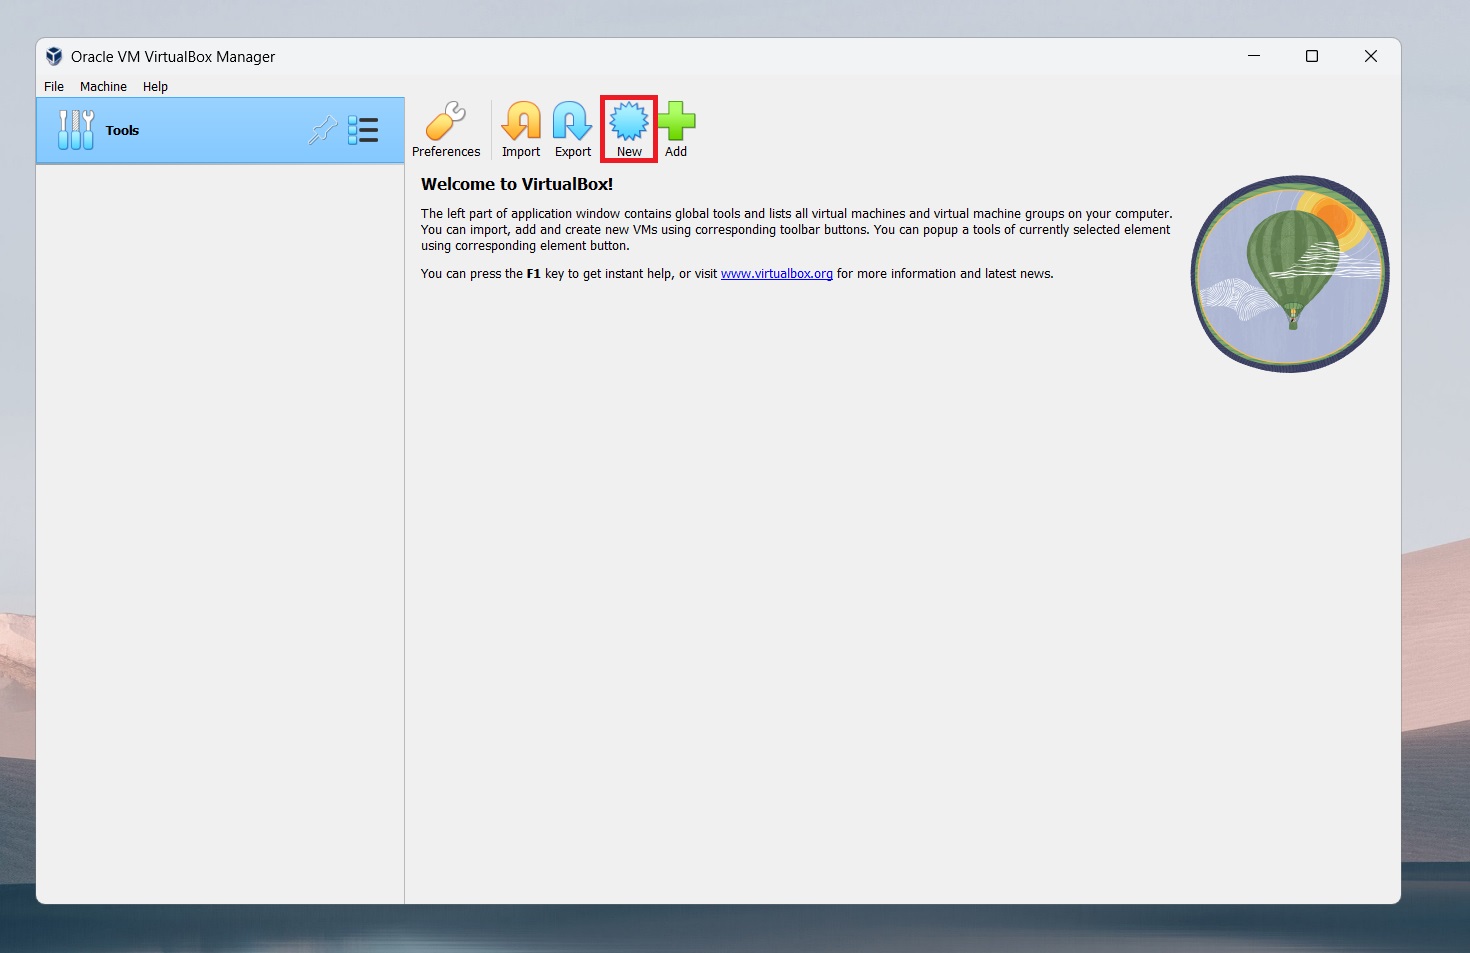 Oracle VM VirtualBox Manager
File Machine Help
Tools
Preferences Import Export New Add
Welcome to VirtualBox!
The left part of application window contains global tools and lists all virtual machines and virtual machine groups on your computer.
You can import, add and create new VMs using corresponding toolbar buttons. You can popup a tools of currently selected element
using corresponding element button.
You can press the F1 key to get instant help, or visit www.virtualbox.org for more information and latest news.